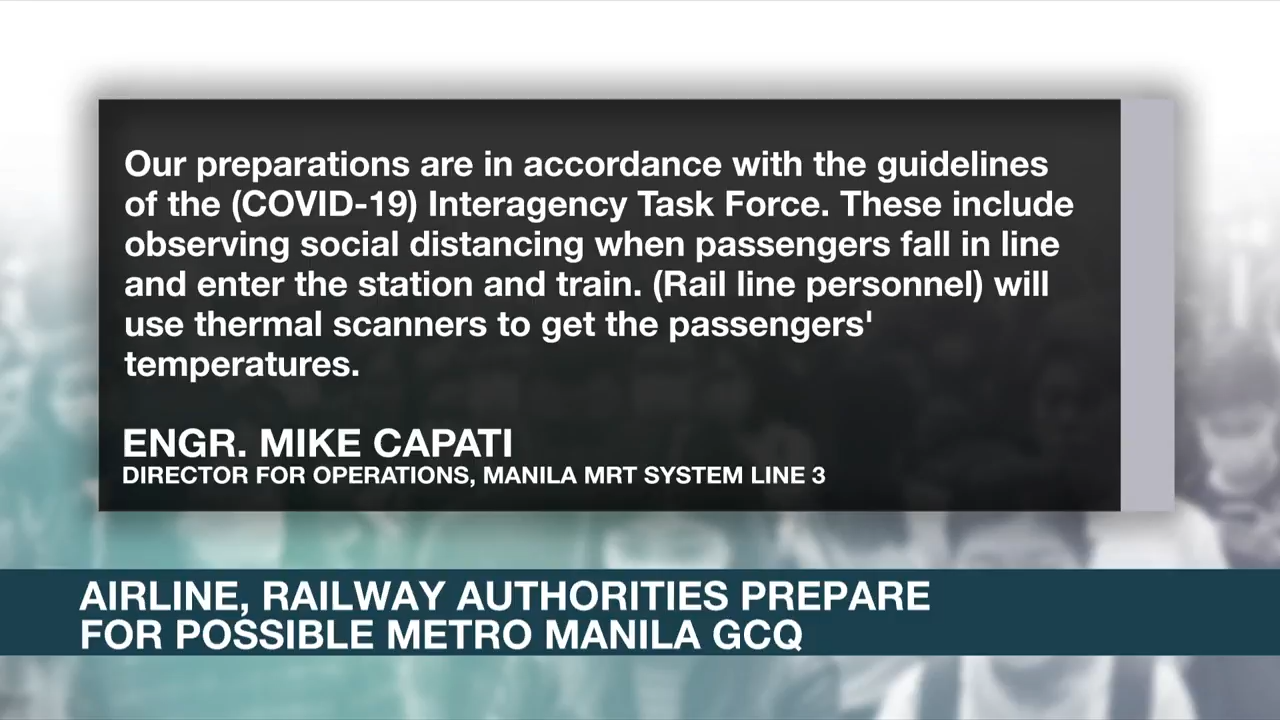 Our preparations are in accordance with the guidelines
of the (COVID-19) Interagency Task Force. These include
observing social distancing when passengers fall in line
and enter the station and train. (Rail line personnel) will
use thermal scanners to get the passengers'
temperatures.
ENGR. MIKE CAPATI
DIRECTOR FOR OPERATIONS, MANILA MRT SYSTEM LINE 3
AIRLINE, RAILWAY AUTHORITIES PREPARE
FOR POSSIBLE METRO MANILA GCQ